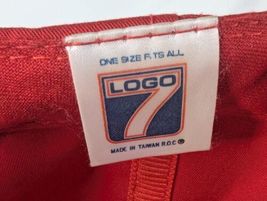 ONE SIZE FITS ALL
LOGO
7
MADE IN TAIWAN R.O.C